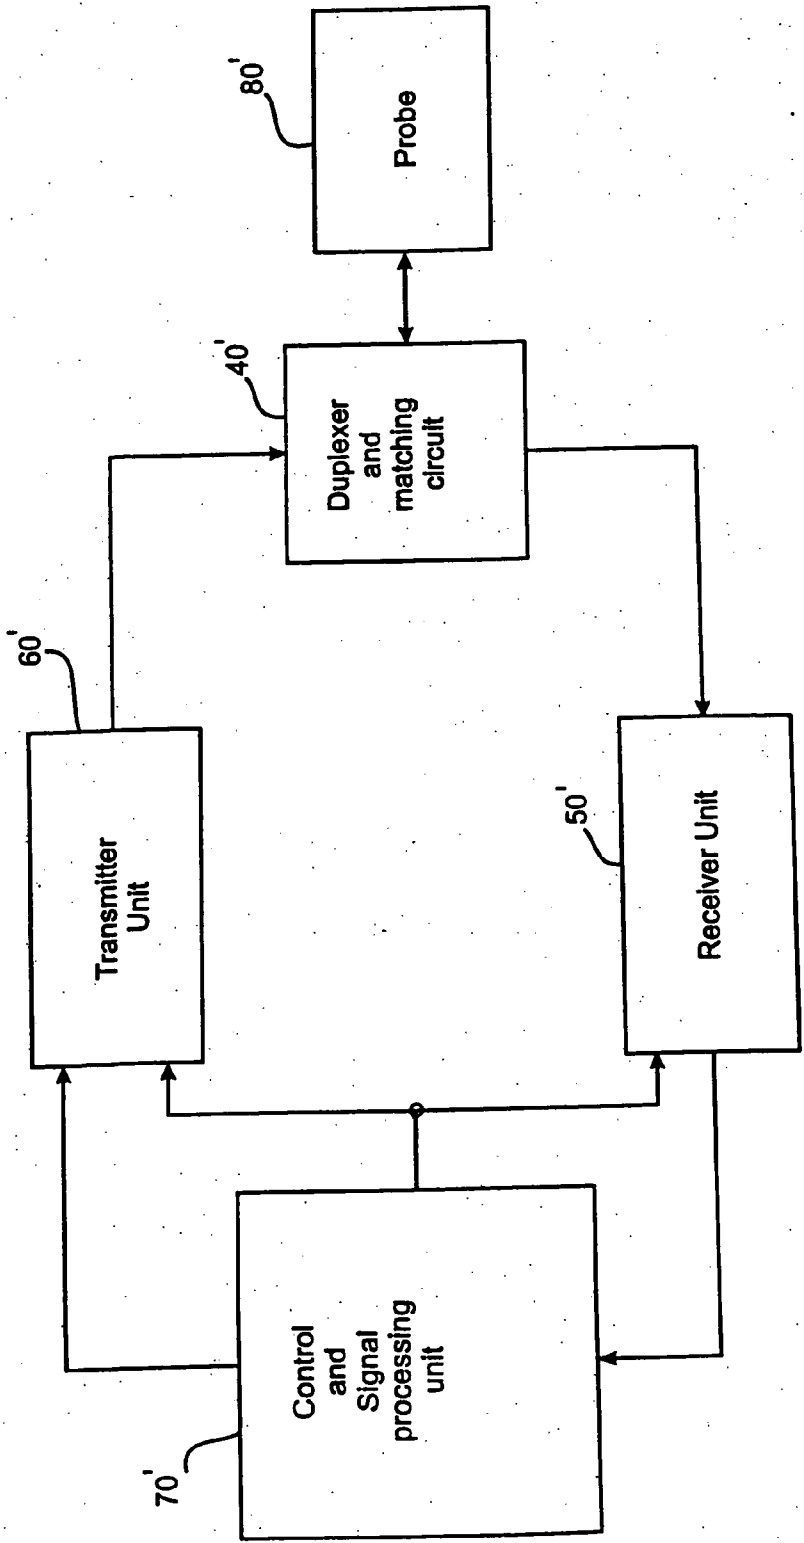 80'
Probe
40'
Duplexer
and
matching
circuit
60'
Transmitter
Unit
50'
Receiver Unit
70'
Control
and
Signal
processing
unit